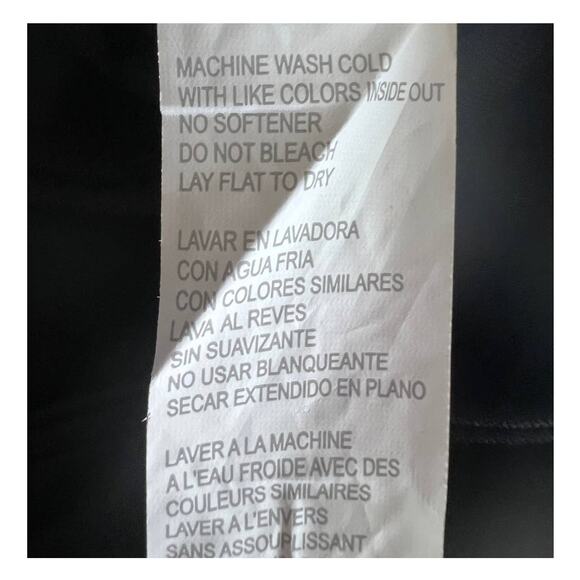 MACHINE WASH COLD
WITH LIKE COLORS INSIDE OUT
NO SOFTENER
DO NOT BLEACH
LAY FLAT TO DRY
LAVAR EN LAVADORA
CON AGUA FRIA
CON COLORES SIMILARES
LAVA AL REVES
SIN SUAVIZANTE
NO USAR BLANQUEANTE
SECAR EXTENDIDO EN PLANO
LAVER A LA MACHINE
A L'EAU FROIDE AVEC DES
COULEURS SIMILAIRES
LAVER A L'ENVERS
SANS ASSOUPLISSANT